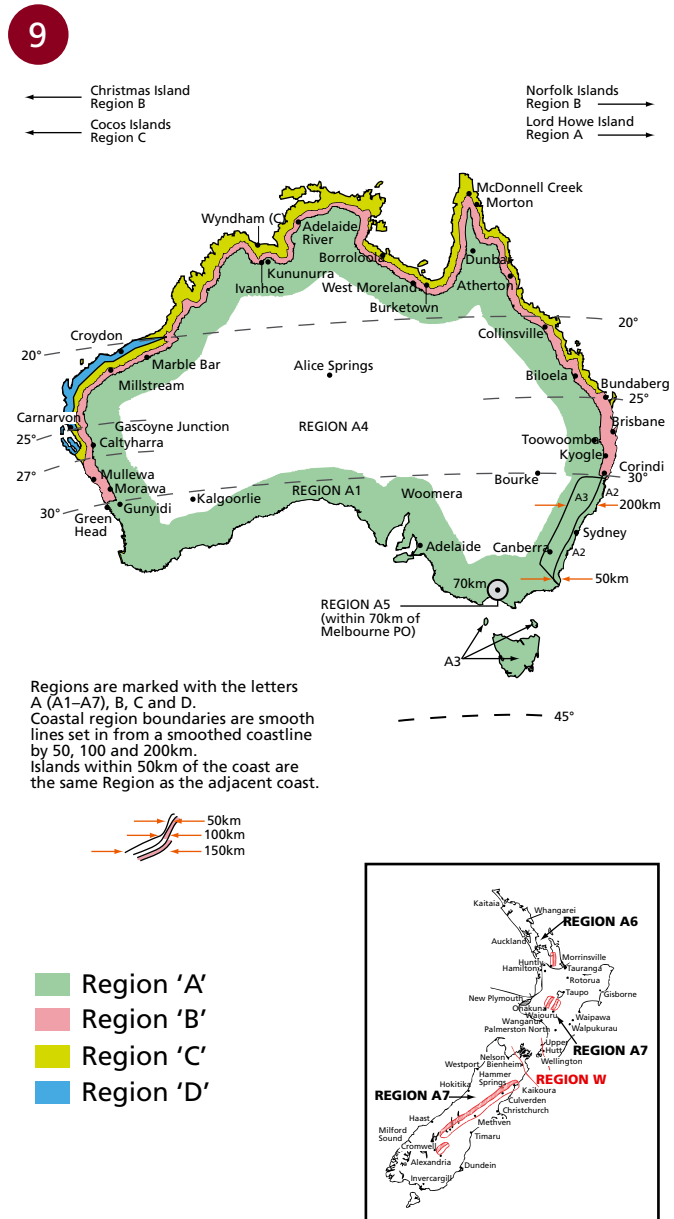 9
Christmas Island
Region B
Cocos Islands
Region C
Norfolk Islands
Region B
Lord Howe Island
Region A
McDonnell Creek
Morton
Wyndham (C)
Adelaide
River
Borroloola
Dunbar
Kununurra
Ivanhoe
West Moreland
Atherton
Burketown
20°
Collinsville
Croydon
20°
Marble Bar
Alice Springs
Millstream
Biloela
Bundaberg
25°
Carnarvon
Gascoyne Junction
REGION A4
Brisbane
25°
Caltyharra
Toowoomba
Kyogle
27°
Mullewa
Bourke
Corindi
30°
Morawa
REGION A1
Woomera
A3
A2
200km
Kalgoorlie
30°
Gunyidi
Green
Head
Sydney
Adelaide
Canberra
A2
70km
50km
REGION A5
(within 70km of
Melbourne PO)
A3
Regions are marked with the letters
A (A1–A7), B, C and D.
Coastal region boundaries are smooth
lines set in from a smoothed coastline
by 50, 100 and 200km.
Islands within 50km of the coast are
the same Region as the adjacent coast.
45°
50km
100km
150km
Region 'A'
Region 'B'
Region 'C'
Region 'D'
Kaitaia
Whangarei
REGION A6
Auckland
Huntly
Morrinsville
Hamilton
Tauranga
Rotorua
New Plymouth
Taupo
Gisborne
Ohakuna
Waiouru
Wanganui
Waipawa
Palmerston North
Walpukurau
Upper
Hutt
REGION A7
Nelson
Wellington
Westport
Bienheim
Hammer
Springs
REGION W
Hokitika
Kaikoura
REGION A7
Culverden
Christchurch
Haast
Methven
Milford
Sound
Timaru
Cromwell
Alexandria
Dundein
Invercargill